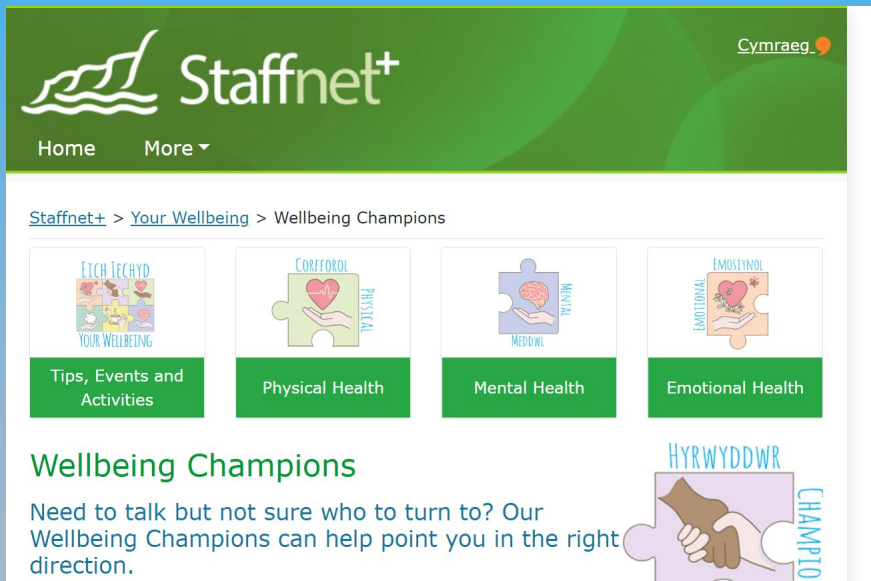 Cymraeg
Staffnet+
Home More
Staffnet+ > Your Wellbeing > Wellbeing Champions
EICH IECHYD
YOUR WELLBEING
Tips, Events and
Activities
CORFFOROL
PHYSICAL
Physical Health
MENTAL
MEDDWL
Mental Health
EMOSIYNOL
EMOTIONAL
Emotional Health
Wellbeing Champions
Need to talk but not sure who to turn to? Our
Wellbeing Champions can help point you in the right
direction.
HYRWYDDWR
CHAMPIO